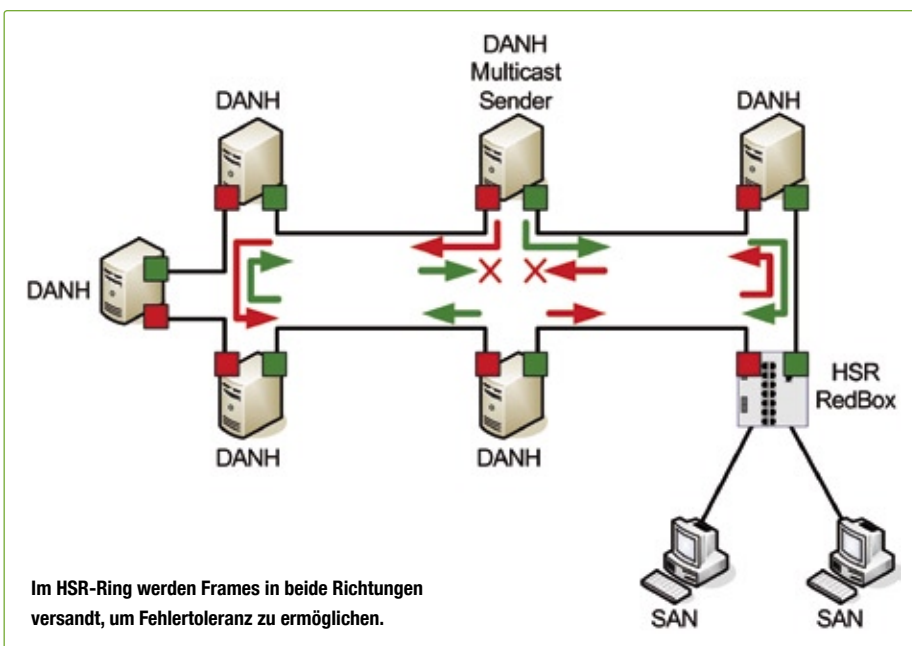 DANH
Multicast
Sender
DANH
DANH
DANH
DANH
DANH
HSR
RedBox
SAN
SAN
Im HSR-Ring werden Frames in beide Richtungen
versandt, um Fehlertoleranz zu ermöglichen.